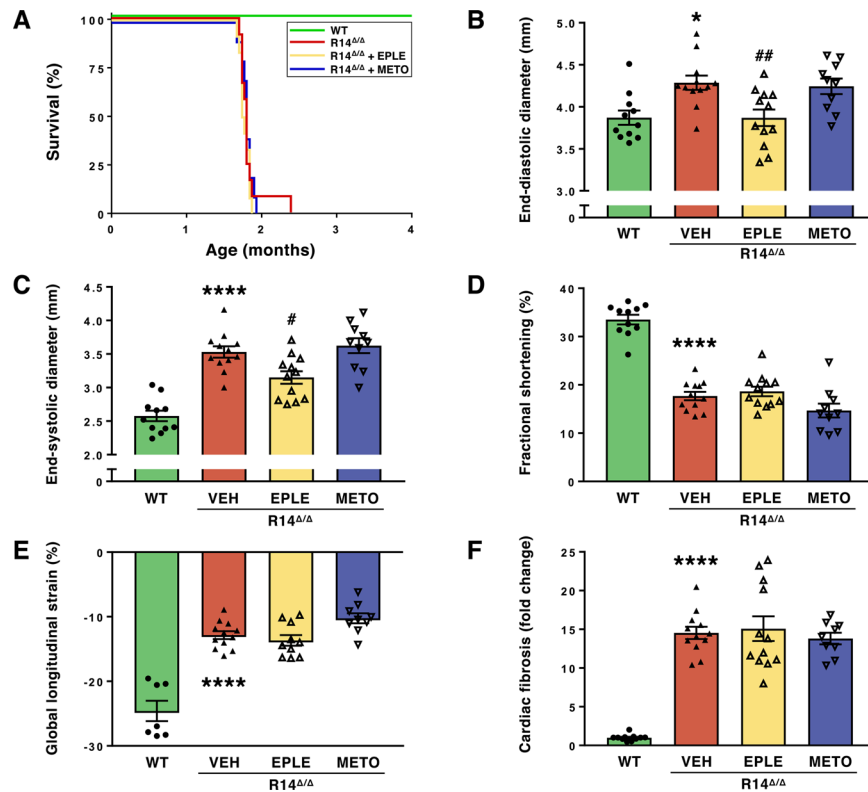 A
Survival (%)
100
75
50
25
0
0
1
2
3
4
Age (months)
WT
R14Δ/Δ
R14Δ/Δ + EPLE
R14Δ/Δ + METO
B
End-diastolic diameter (mm)
5.0
4.5
4.0
3.5
3.0
0
*
##
WT
VEH
EPLE
METO
R14Δ/Δ
C
End-systolic diameter (mm)
4.5
4.0
3.5
3.0
2.5
2.0
0
****
#
WT
VEH
EPLE
METO
R14Δ/Δ
D
Fractional shortening (%)
40
30
20
10
0
****
WT
VEH
EPLE
METO
R14Δ/Δ
E
Global longitudinal strain (%)
0
-10
-20
-30
****
WT
VEH
EPLE
METO
R14Δ/Δ
F
Cardiac fibrosis (fold change)
25
20
15
10
5
0
****
WT
VEH
EPLE
METO
R14Δ/Δ